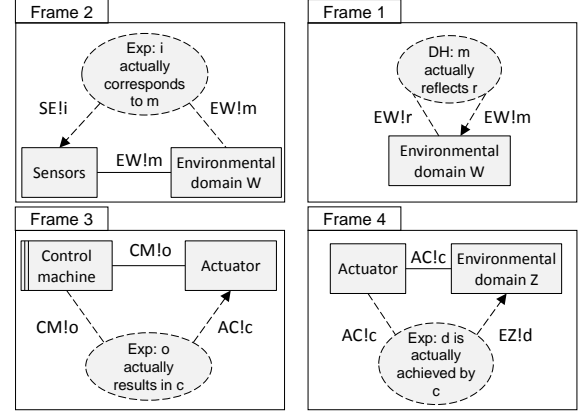 Frame 2
Exp: i
actually
corresponds
to m
SE!i
EW!m
Sensors
EW!m
Environmental
domain W
Frame 1
DH: m
actually
reflects r
EW!r
EW!m
Environmental
domain W
Frame 3
Control
machine
CM!o
Actuator
CM!o
AC!c
Exp: o
actually
results in c
Frame 4
Actuator
AC!c
Environmental
domain Z
AC!c
EZ!d
Exp: d is
actually
achieved by
c